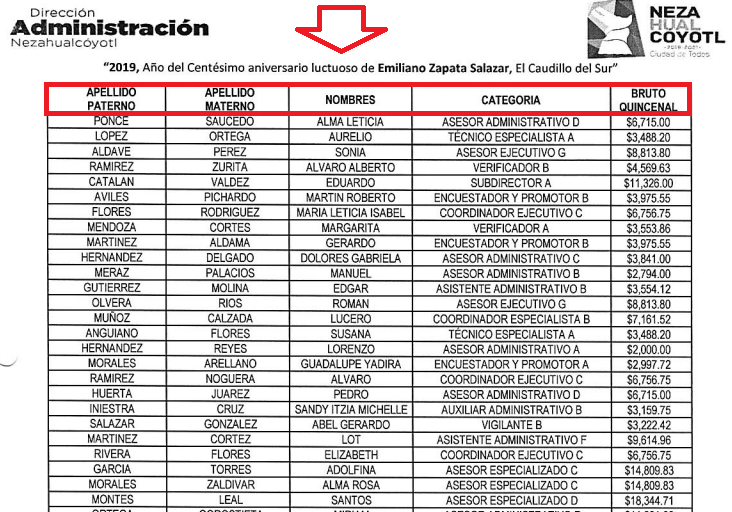 Dirección
Administración
Nezahualcóyotl
NEZA
HUAL
COYOTL
Ciudad de Todos
“2019, Año del Centésimo aniversario luctuoso de Emiliano Zapata Salazar, El Caudillo del Sur”
APELLIDO PATERNO APELLIDO MATERNO NOMBRES CATEGORIA BRUTO QUINCENAL
PONCE SAUCEDO ALMA LETICIA ASESOR ADMINISTRATIVO D $6,715.00
LOPEZ ORTEGA AURELIO TÉCNICO ESPECIALISTA A $3,488.20
ALDAVE PEREZ SONIA ASESOR EJECUTIVO G $8,813.80
RAMIREZ ZURITA ALVARO ALBERTO VERIFICADOR B $4,569.63
CATALAN VALDEZ EDUARDO SUBDIRECTOR A $11,326.00
AVILES PICHARDO MARTIN ROBERTO ENCUESTADOR Y PROMOTOR B $3,975.55
FLORES RODRIGUEZ MARIA LETICIA ISABEL COORDINADOR EJECUTIVO C $6,756.75
MENDOZA CORTES MARGARITA VERIFICADOR A $3,553.86
MARTINEZ ALDAMA GERARDO ENCUESTADOR Y PROMOTOR B $3,975.55
HERNANDEZ DELGADO DOLORES GABRIELA ASESOR ADMINISTRATIVO C $3,841.00
MERAZ PALACIOS MANUEL ASESOR ADMINISTRATIVO B $2,794.00
GUTIERREZ MOLINA EDGAR ASISTENTE ADMINISTRATIVO B $3,554.12
OLVERA RIOS ROMAN ASESOR EJECUTIVO G $8,813.80
MUÑOZ CALZADA LUCERO COORDINADOR ESPECIALISTA B $7,161.52
ANGUIANO FLORES SUSANA TÉCNICO ESPECIALISTA A $3,488.20
HERNANDEZ REYES LORENZO ASESOR ADMINISTRATIVO A $2,000.00
MORALES ARELLANO GUADALUPE YADIRA ENCUESTADOR Y PROMOTOR A $2,997.72
RAMIREZ NOGUERA ALVARO COORDINADOR EJECUTIVO C $6,756.75
HUERTA JUAREZ PEDRO ASESOR ADMINISTRATIVO D $6,715.00
INIESTRA CRUZ SANDY ITZIA MICHELLE AUXILIAR ADMINISTRATIVO B $3,159.75
SALAZAR GONZALEZ ABEL GERARDO VIGILANTE B $3,222.42
MARTINEZ CORTEZ LOT ASISTENTE ADMINISTRATIVO F $9,614.96
RIVERA FLORES ELIZABETH COORDINADOR EJECUTIVO C $6,756.75
GARCIA TORRES ADOLFINA ASESOR ESPECIALIZADO C $14,809.83
MORALES ZALDIVAR ALMA ROSA ASESOR ESPECIALIZADO C $14,809.83
MONTES LEAL SANTOS ASESOR ESPECIALIZADO D $18,344.71